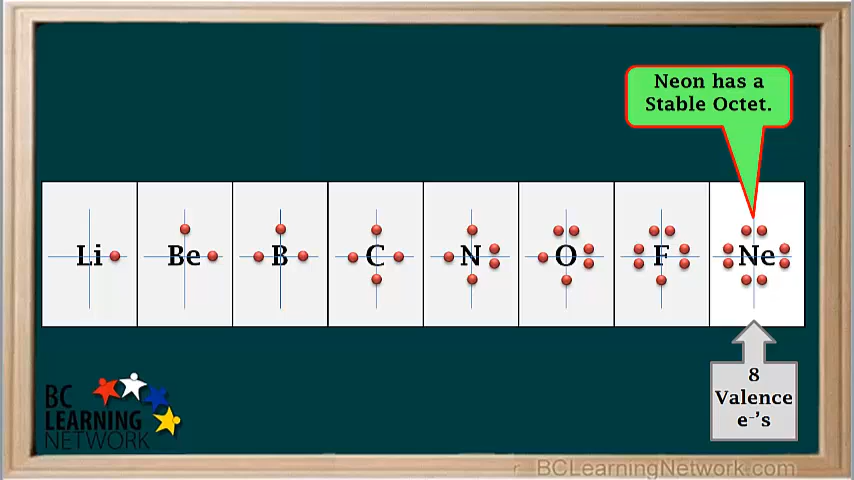 Neon has a
Stable Octet.
Li Be B C N O F Ne
8
Valence
e⁻'s
BC
LEARNING
NETWORK
BCLearningNetwork.com